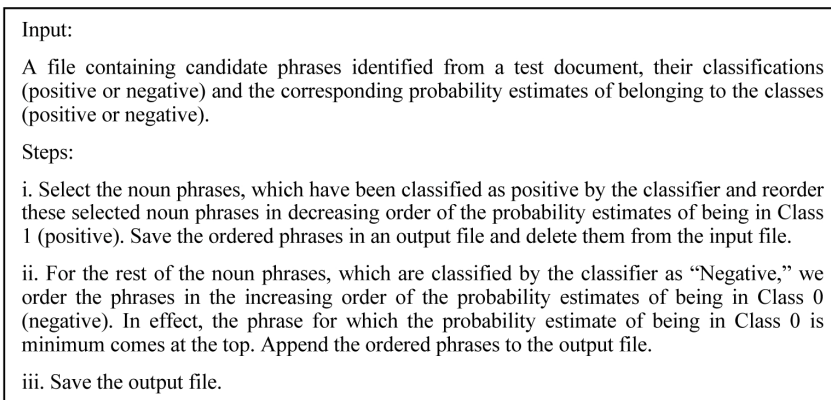 Input:
A file containing candidate phrases identified from a test document, their classifications
(positive or negative) and the corresponding probability estimates of belonging to the classes
(positive or negative).
Steps:
i. Select the noun phrases, which have been classified as positive by the classifier and reorder
these selected noun phrases in decreasing order of the probability estimates of being in Class
1 (positive). Save the ordered phrases in an output file and delete them from the input file.
ii. For the rest of the noun phrases, which are classified by the classifier as “Negative,” we
order the phrases in the increasing order of the probability estimates of being in Class 0
(negative). In effect, the phrase for which the probability estimate of being in Class 0 is
minimum comes at the top. Append the ordered phrases to the output file.
iii. Save the output file.